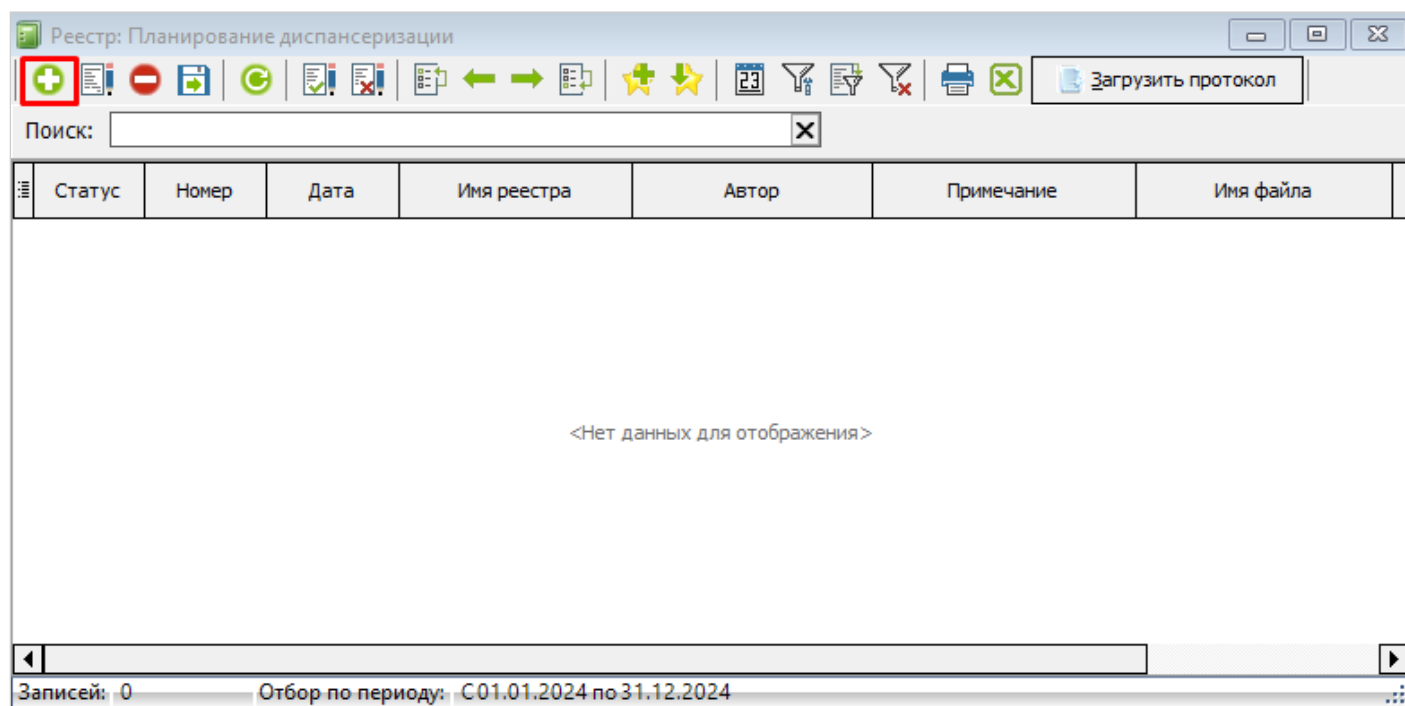 Реестр: Планирование диспансеризации
23 Загрузить протокол
Поиск:
Статус Номер Дата Имя реестра Автор Примечание Имя файла
<Нет данных для отображения>
Записей: 0 Отбор по периоду: С 01.01.2024 по 31.12.2024